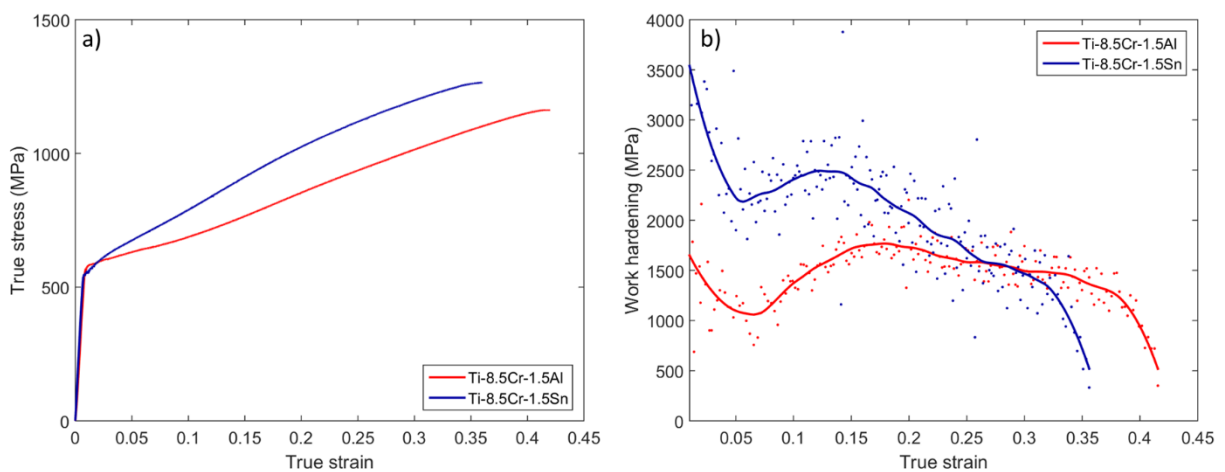 a)
1500
1000
500
0
True stress (MPa)
0 0.05 0.1 0.15 0.2 0.25 0.3 0.35 0.4 0.45
True strain
Ti-8.5Cr-1.5Al
Ti-8.5Cr-1.5Sn
b)
4000
3500
3000
2500
2000
1500
1000
500
0
Work hardening (MPa)
0.05 0.1 0.15 0.2 0.25 0.3 0.35 0.4 0.45
True strain
Ti-8.5Cr-1.5Al
Ti-8.5Cr-1.5Sn